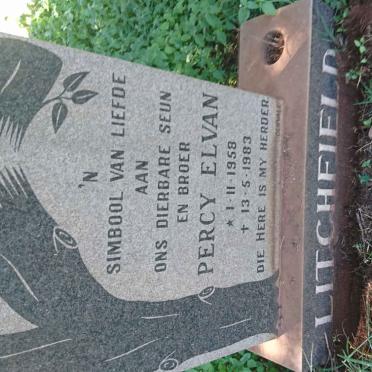 'N
SIMBOOL VAN LIEFDE
AAN
ONS DIERBARE SEUN
EN BROER
PERCY ELVAN
* 1-11-1958
† 13-5-1983
DIE HERE IS MY HERDER.
LITCHFIELD